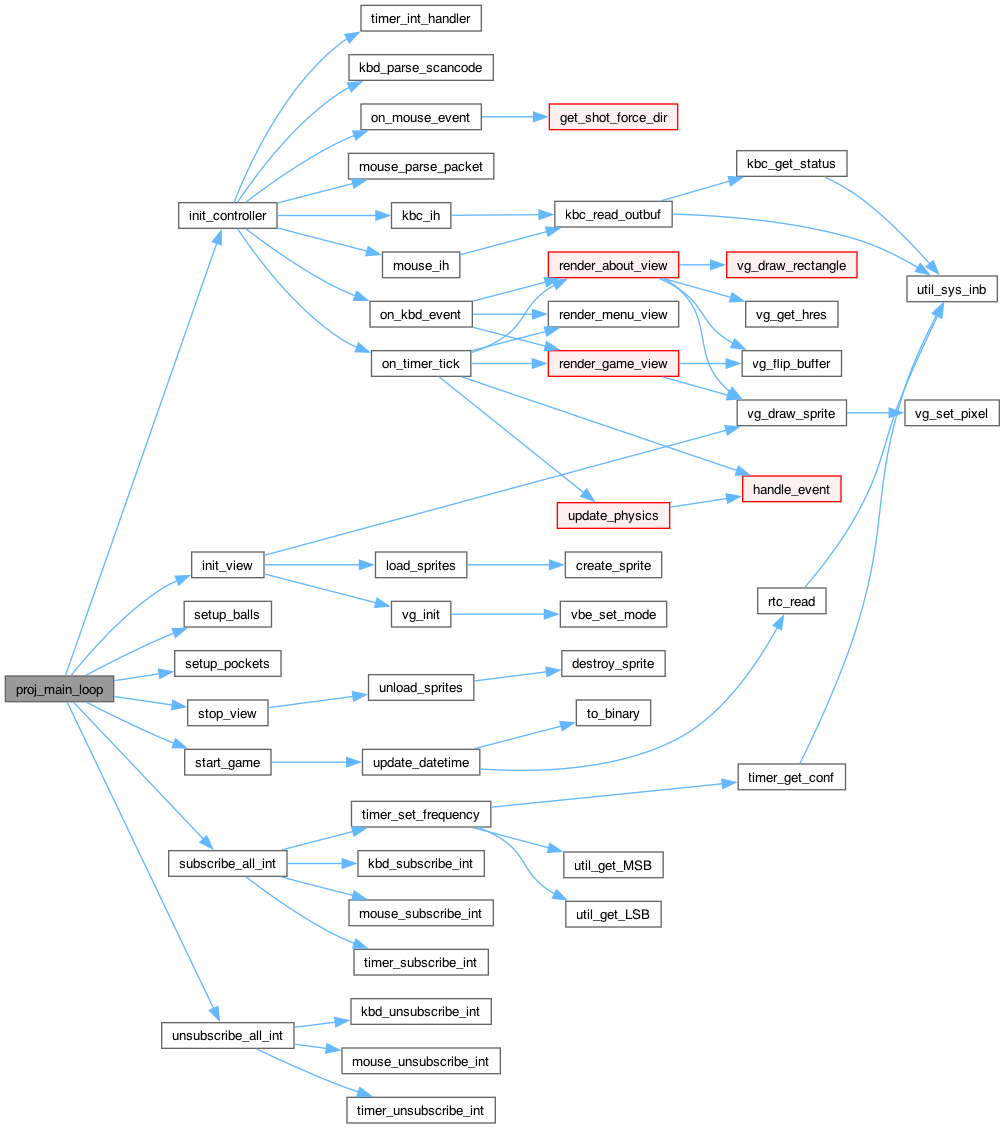 timer_int_handler
kbd_parse_scancode
on_mouse_event
get_shot_force_dir
mouse_parse_packet
kbc_get_status
init_controller
kbc_ih
kbc_read_outbuf
mouse_ih
render_about_view
vg_draw_rectangle
util_sys_inb
on_kbd_event
render_menu_view
vg_get_hres
on_timer_tick
render_game_view
vg_flip_buffer
vg_draw_sprite
vg_set_pixel
handle_event
update_physics
init_view
load_sprites
create_sprite
rtc_read
setup_balls
vg_init
vbe_set_mode
setup_pockets
destroy_sprite
proj_main_loop
unload_sprites
stop_view
to_binary
start_game
update_datetime
timer_get_conf
timer_set_frequency
subscribe_all_int
kbd_subscribe_int
util_get_MSB
mouse_subscribe_int
util_get_LSB
timer_subscribe_int
kbd_unsubscribe_int
unsubscribe_all_int
mouse_unsubscribe_int
timer_unsubscribe_int